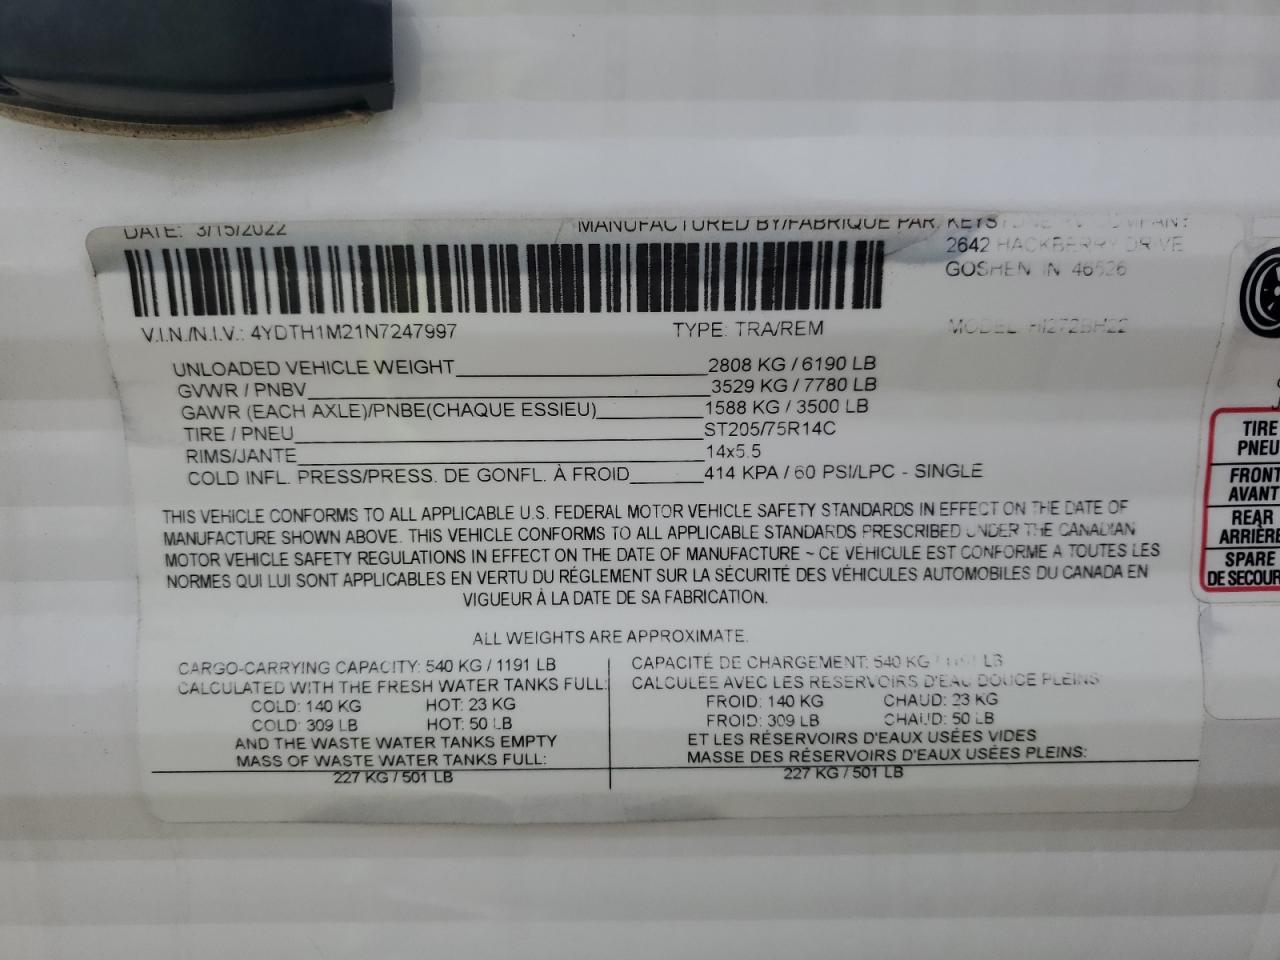 DATE: 3/15/2022 MANUFACTURED BY/FABRIQUE PAR: KEYSTONE RV COMPANY
2642 HACKBERRY DRIVE
GOSHEN IN 46526
V.I.N./N.I.V.: 4YDTH1M21N7247997 TYPE: TRA/REM MODEL: HI272BH22
UNLOADED VEHICLE WEIGHT 2808 KG / 6190 LB
GVWR / PNBV 3529 KG / 7780 LB
GAWR (EACH AXLE)/PNBE(CHAQUE ESSIEU) 1588 KG / 3500 LB
TIRE / PNEU ST205/75R14C
RIMS/JANTE 14x5.5
COLD INFL. PRESS/PRESS. DE GONFL. À FROID 414 KPA / 60 PSI/LPC - SINGLE
THIS VEHICLE CONFORMS TO ALL APPLICABLE U.S. FEDERAL MOTOR VEHICLE SAFETY STANDARDS IN EFFECT ON THE DATE OF
MANUFACTURE SHOWN ABOVE. THIS VEHICLE CONFORMS TO ALL APPLICABLE STANDARDS PRESCRIBED UNDER THE CANADIAN
MOTOR VEHICLE SAFETY REGULATIONS IN EFFECT ON THE DATE OF MANUFACTURE ~ CE VÉHICULE EST CONFORME A TOUTES LES
NORMES QUI LUI SONT APPLICABLES EN VERTU DU RÉGLEMENT SUR LA SÉCURITÉ DES VÉHICULES AUTOMOBILES DU CANADA EN
VIGUEUR À LA DATE DE SA FABRICATION.
ALL WEIGHTS ARE APPROXIMATE.
CARGO-CARRYING CAPACITY: 540 KG / 1191 LB
CALCULATED WITH THE FRESH WATER TANKS FULL:
COLD: 140 KG HOT: 23 KG
COLD: 309 LB HOT: 50 LB
AND THE WASTE WATER TANKS EMPTY
MASS OF WASTE WATER TANKS FULL:
227 KG / 501 LB
CAPACITÉ DE CHARGEMENT: 540 KG / 1191 LB
CALCULEE AVEC LES RESERVOIRS D'EAU DOUCE PLEINS:
FROID: 140 KG CHAUD: 23 KG
FROID: 309 LB CHAUD: 50 LB
ET LES RÉSERVOIRS D'EAUX USÉES VIDES
MASSE DES RÉSERVOIRS D'EAUX USÉES PLEINS:
227 KG / 501 LB
TIRE
PNEU
FRONT
AVANT
REAR
ARRIÈRE
SPARE
DE SECOUR